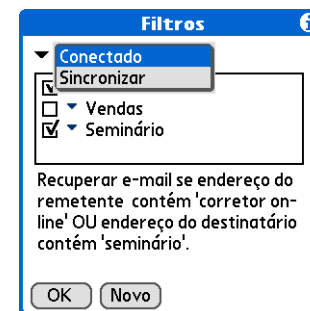 Filtros
Conectado
Sincronizar
Vendas
Seminário
Recuperar e-mail se endereço do
remetente contém 'corretor on-
line' OU endereço do destinatário
contém 'seminário'.
OK
Novo